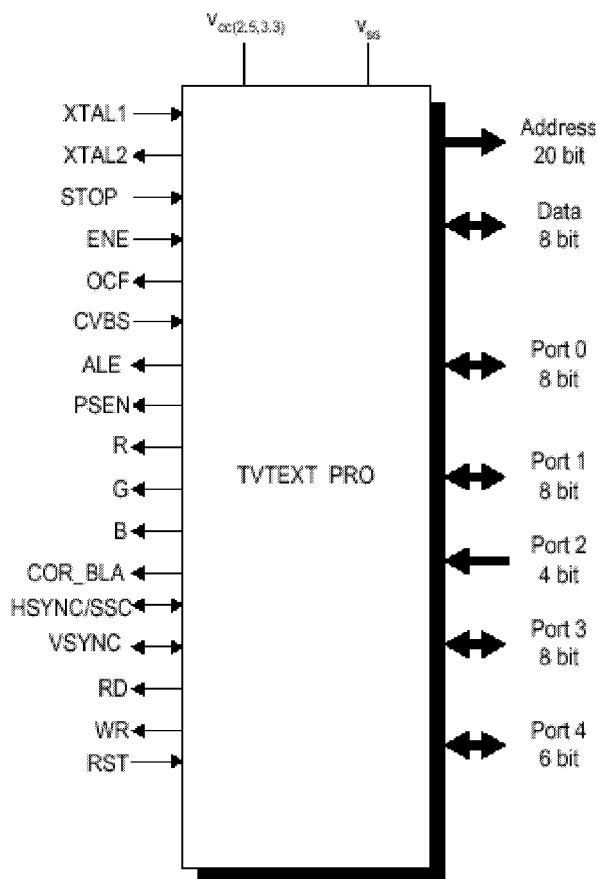 Vcc(2.5,3.3)
Vss
XTAL1
XTAL2
STOP
ENE
OCF
CVBS
ALE
PSEN
R
G
B
COR_BLA
HSYNC/SSC
VSYNC
RD
WR
RST
TVTEXT PRO
Address
20 bit
Data
8 bit
Port 0
8 bit
Port 1
8 bit
Port 2
4 bit
Port 3
8 bit
Port 4
6 bit